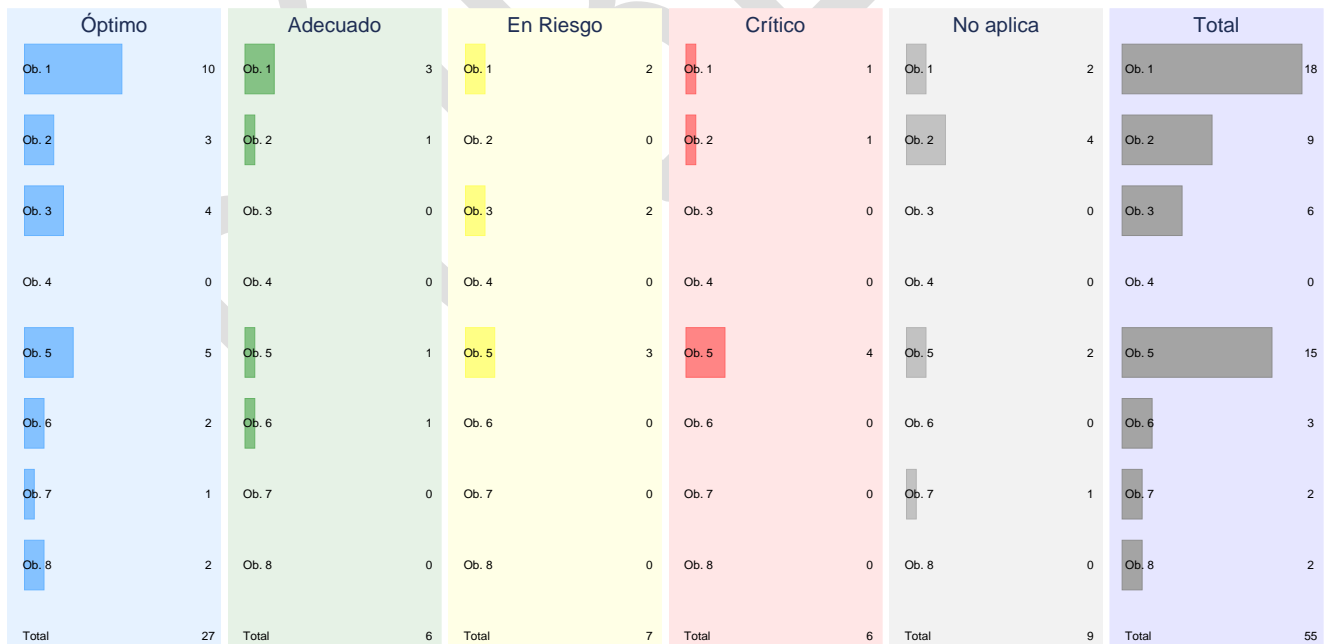 Óptimo Adecuado En Riesgo Crítico No aplica Total
Ob. 1 10 Ob. 1 3 Ob. 1 2 Ob. 1 1 Ob. 1 2 Ob. 1 18
Ob. 2 3 Ob. 2 1 Ob. 2 0 Ob. 2 1 Ob. 2 4 Ob. 2 9
Ob. 3 4 Ob. 3 0 Ob. 3 2 Ob. 3 0 Ob. 3 0 Ob. 3 6
Ob. 4 0 Ob. 4 0 Ob. 4 0 Ob. 4 0 Ob. 4 0 Ob. 4 0
Ob. 5 5 Ob. 5 1 Ob. 5 3 Ob. 5 4 Ob. 5 2 Ob. 5 15
Ob. 6 2 Ob. 6 1 Ob. 6 0 Ob. 6 0 Ob. 6 0 Ob. 6 3
Ob. 7 1 Ob. 7 0 Ob. 7 0 Ob. 7 0 Ob. 7 1 Ob. 7 2
Ob. 8 2 Ob. 8 0 Ob. 8 0 Ob. 8 0 Ob. 8 0 Ob. 8 2
Total 27 Total 6 Total 7 Total 6 Total 9 Total 55